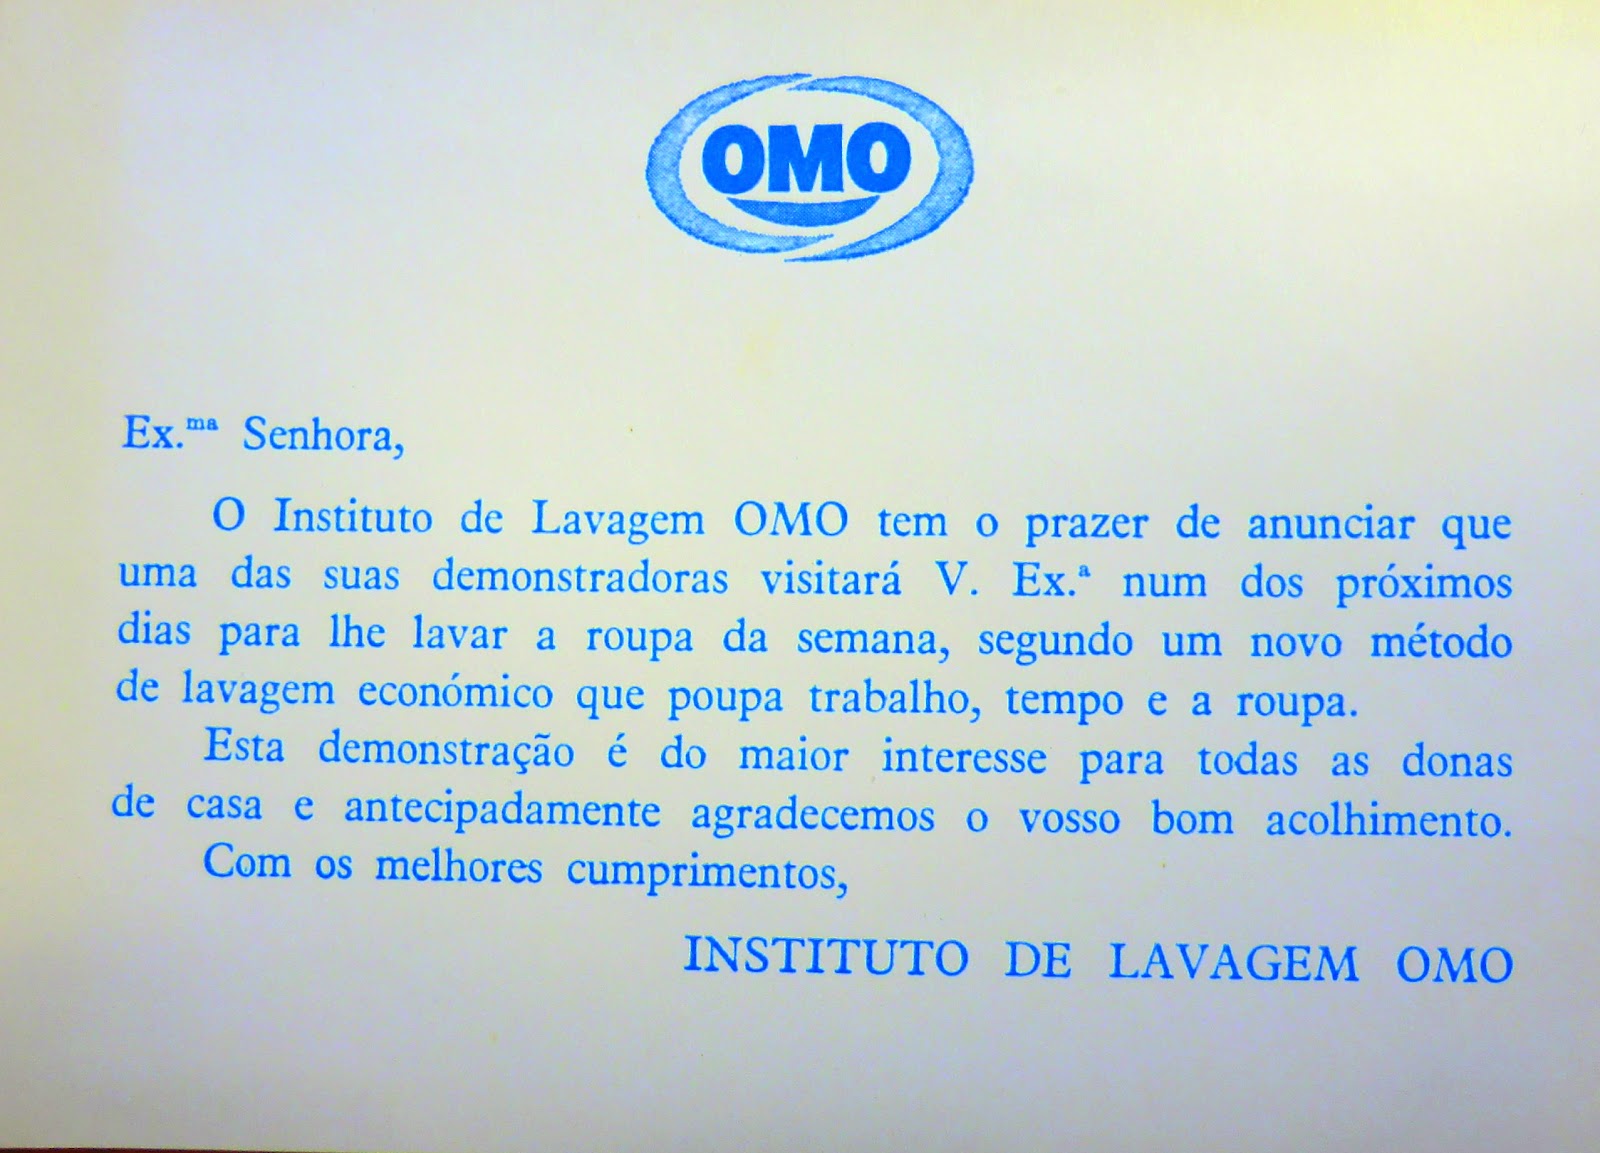 OMO
Ex.ᵐᵃ Senhora,
O Instituto de Lavagem OMO tem o prazer de anunciar que
uma das suas demonstradoras visitará V. Ex.ª num dos próximos
dias para lhe lavar a roupa da semana, segundo um novo método
de lavagem económico que poupa trabalho, tempo e a roupa.
Esta demonstração é do maior interesse para todas as donas
de casa e antecipadamente agradecemos o vosso bom acolhimento.
Com os melhores cumprimentos,
INSTITUTO DE LAVAGEM OMO